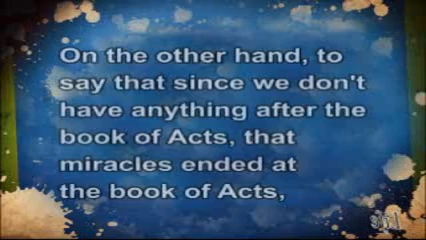 On the other hand, to
say that since we don't
have anything after the
book of Acts, that
miracles ended at
the book of Acts,